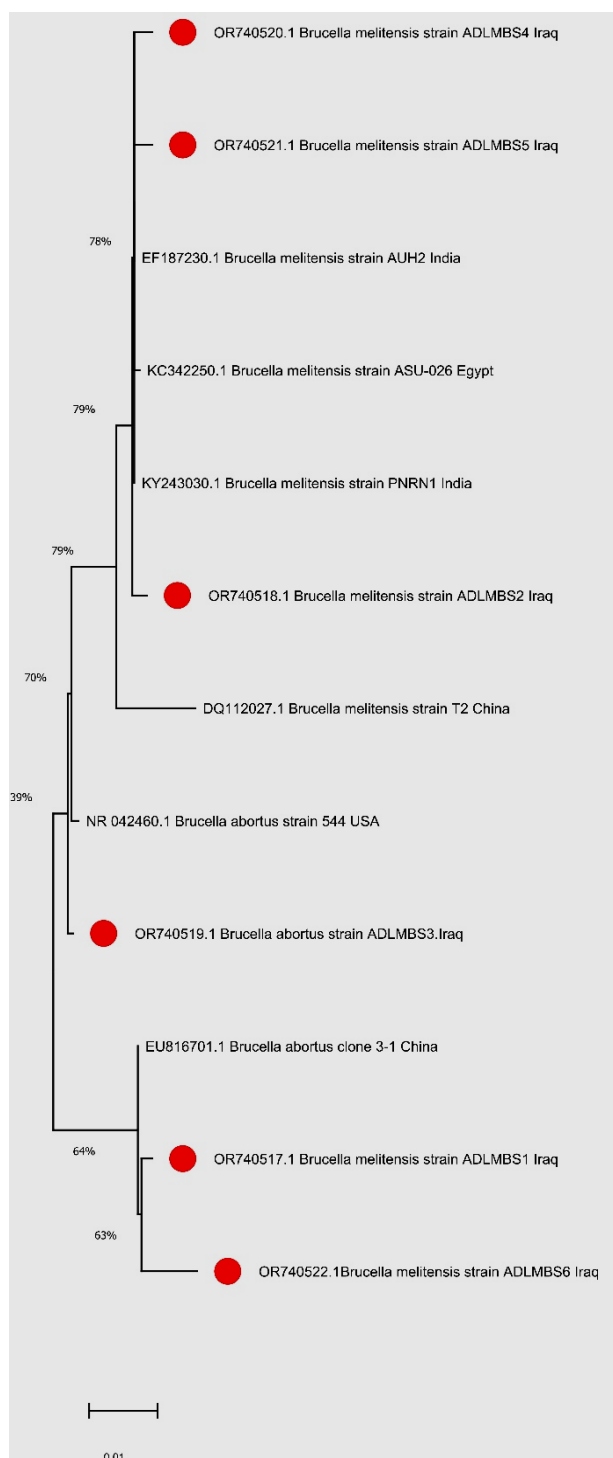 OR740520.1 Brucella melitensis strain ADLMBS4 Iraq
OR740521.1 Brucella melitensis strain ADLMBS5 Iraq
78%
EF187230.1 Brucella melitensis strain AUH2 India
KC342250.1 Brucella melitensis strain ASU-026 Egypt
79%
KY243030.1 Brucella melitensis strain PNRN1 India
79%
OR740518.1 Brucella melitensis strain ADLMBS2 Iraq
70%
DQ112027.1 Brucella melitensis strain T2 China
39%
NR 042460.1 Brucella abortus strain 544 USA
OR740519.1 Brucella abortus strain ADLMBS3.Iraq
EU816701.1 Brucella abortus clone 3-1 China
64%
OR740517.1 Brucella melitensis strain ADLMBS1 Iraq
63%
OR740522.1Brucella melitensis strain ADLMBS6 Iraq
0.01